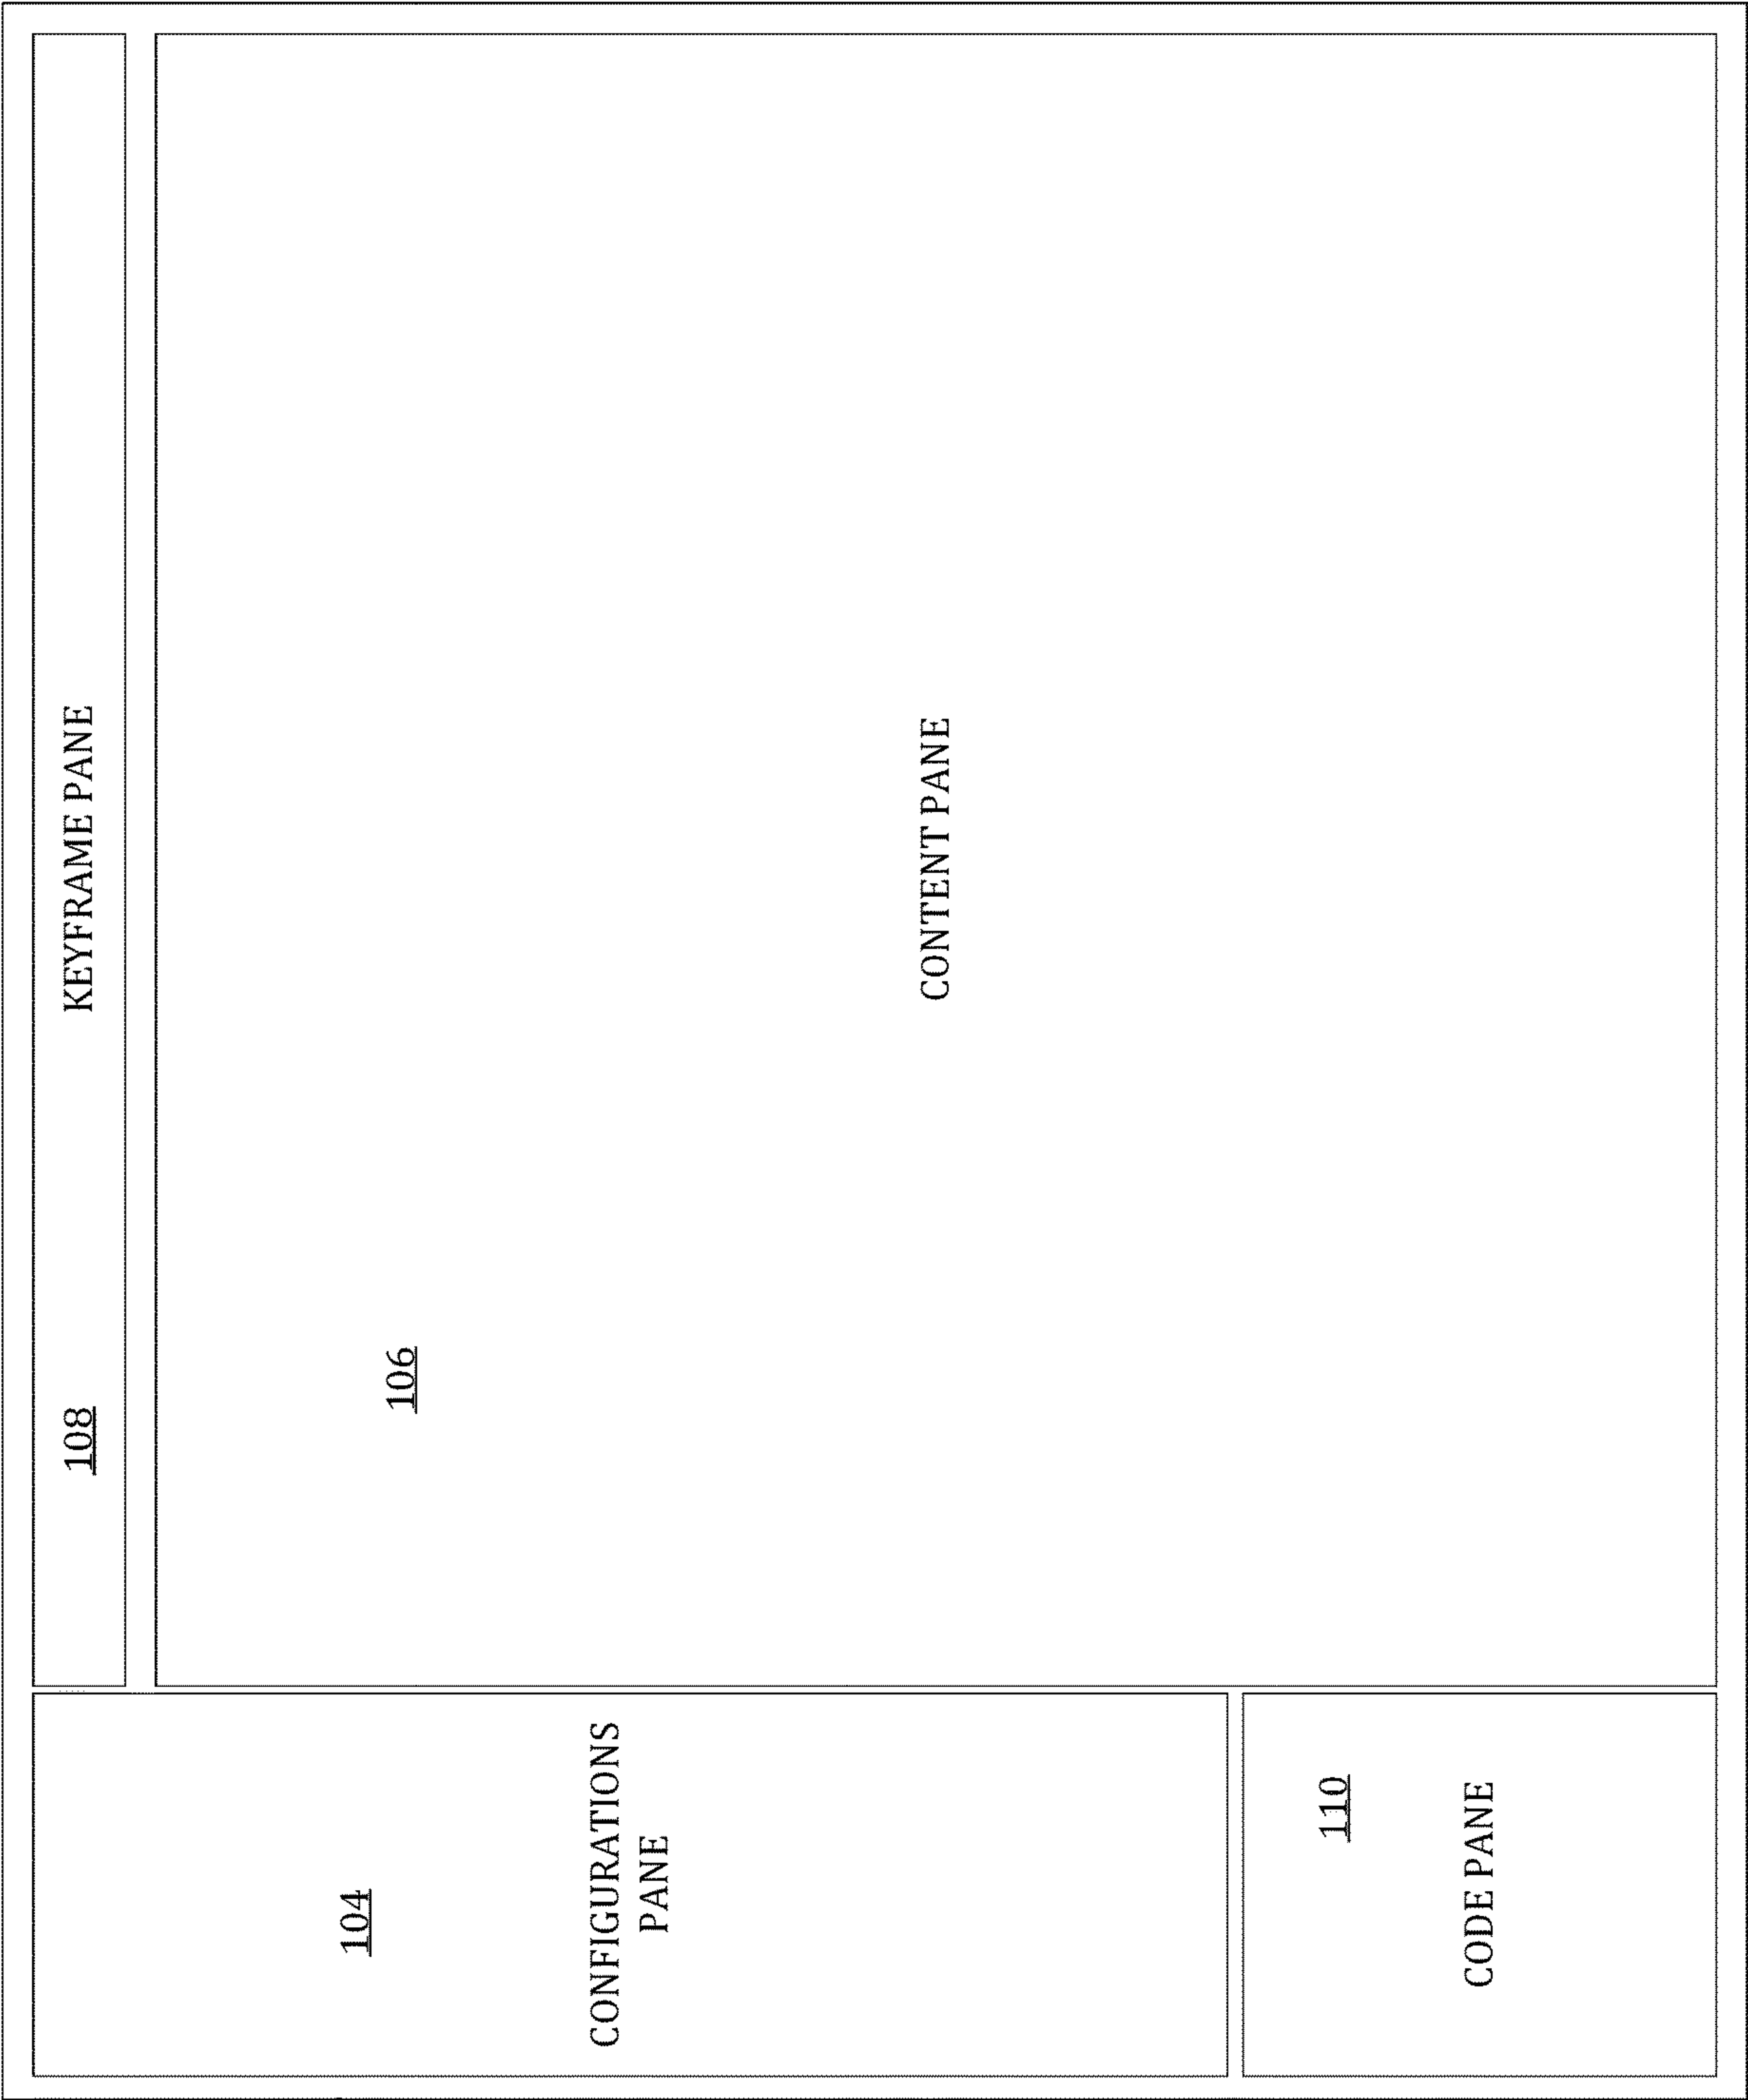 108
KEYFRAME PANE
104
CONFIGURATIONS
PANE
106
CONTENT PANE
110
CODE PANE